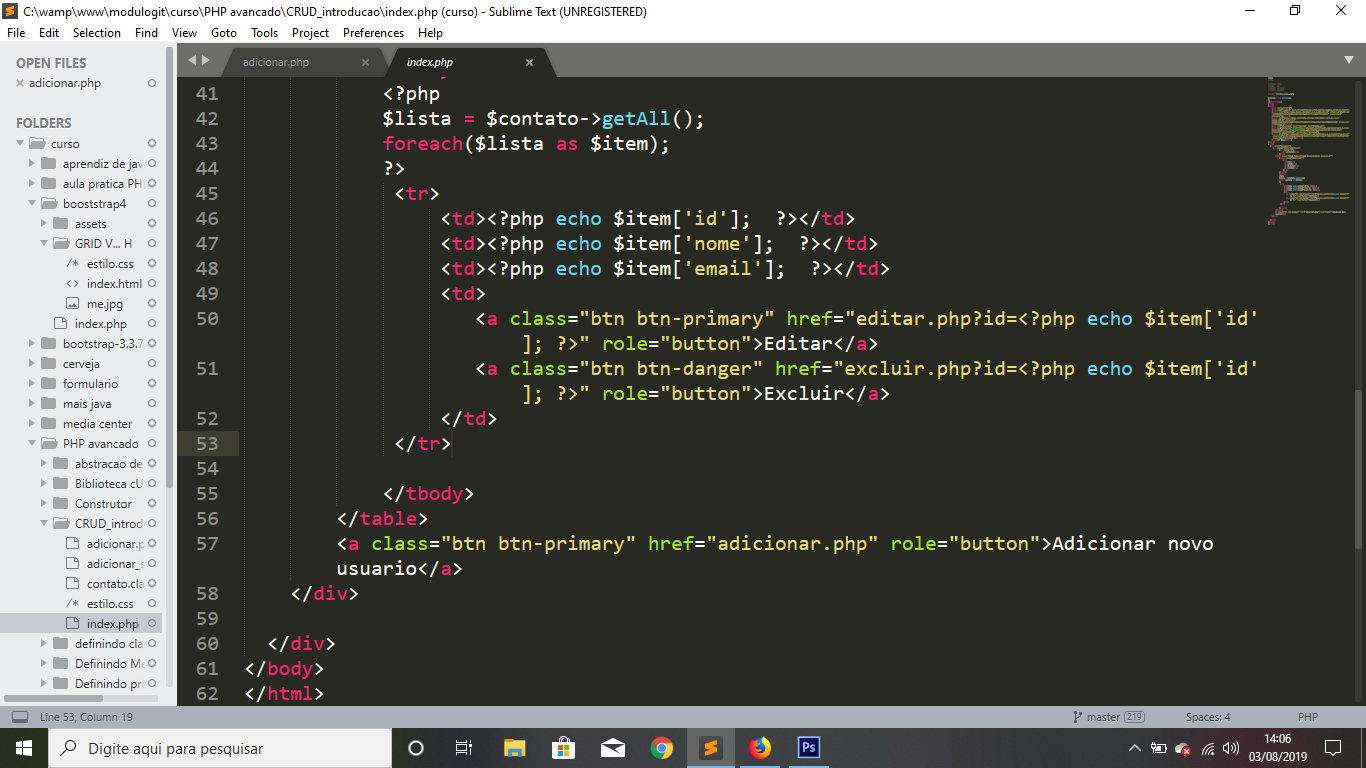 C:\wamp\www\modulogit\curso\PHP avancado\CRUD_introducao\index.php (curso) - Sublime Text (UNREGISTERED)
File Edit Selection Find View Goto Tools Project Preferences Help
OPEN FILES
adicionar.php
FOLDERS
curso
aprendiz de jav
aula pratica PH
booststrap4
assets
GRID V... H
estilo.css
index.html
me.jpg
index.php
bootstrap-3.3.7
cerveja
formulario
mais java
media center
PHP avancado
abstracao de
Biblioteca cU
Construtor
CRUD_introd
adicionar.p
adicionar_s
contato.cla
estilo.css
index.php
definindo cla
Definindo Me
Definindo pro
adicionar.php index.php
41 <?php
42 $lista = $contato->getAll();
43 foreach($lista as $item);
44 ?>
45 <tr>
46 <td><?php echo $item['id'];  ?></td>
47 <td><?php echo $item['nome'];  ?></td>
48 <td><?php echo $item['email'];  ?></td>
49 <td>
50 <a class="btn btn-primary" href="editar.php?id=<?php echo $item['id'
]; ?>" role="button">Editar</a>
51 <a class="btn btn-danger" href="excluir.php?id=<?php echo $item['id'
]; ?>" role="button">Excluir</a>
52 </td>
53 </tr>
54
55 </tbody>
56 </table>
57 <a class="btn btn-primary" href="adicionar.php" role="button">Adicionar novo
usuario</a>
58 </div>
59
60 </div>
61 </body>
62 </html>
Line 53, Column 19 master 219 Spaces: 4 PHP
Digite aqui para pesquisar
Ps
14:06
03/08/2019